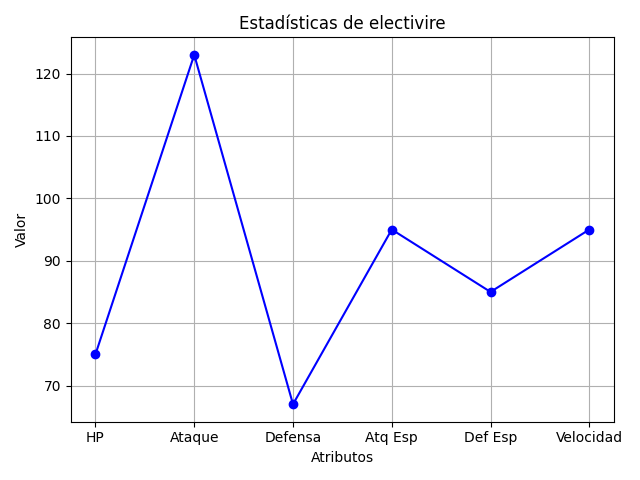 Estadísticas de electivire
Valor
120
110
100
90
80
70
HP Ataque Defensa Atq Esp Def Esp Velocidad
Atributos